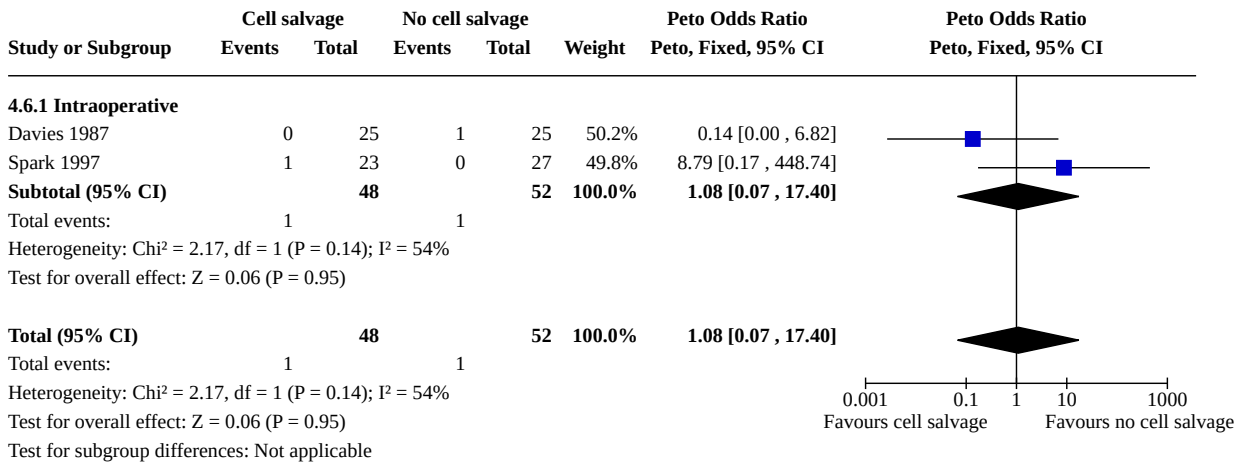 Cell salvage No cell salvage Peto Odds Ratio Peto Odds Ratio
Study or Subgroup Events Total Events Total Weight Peto, Fixed, 95% CI Peto, Fixed, 95% CI
4.6.1 Intraoperative
Davies 1987 0 25 1 25 50.2% 0.14 [0.00 , 6.82]
Spark 1997 1 23 0 27 49.8% 8.79 [0.17 , 448.74]
Subtotal (95% CI) 48 52 100.0% 1.08 [0.07 , 17.40]
Total events: 1 1
Heterogeneity: Chi² = 2.17, df = 1 (P = 0.14); I² = 54%
Test for overall effect: Z = 0.06 (P = 0.95)
Total (95% CI) 48 52 100.0% 1.08 [0.07 , 17.40]
Total events: 1 1
Heterogeneity: Chi² = 2.17, df = 1 (P = 0.14); I² = 54%
0.001 0.1 1 10 1000
Test for overall effect: Z = 0.06 (P = 0.95) Favours cell salvage Favours no cell salvage
Test for subgroup differences: Not applicable